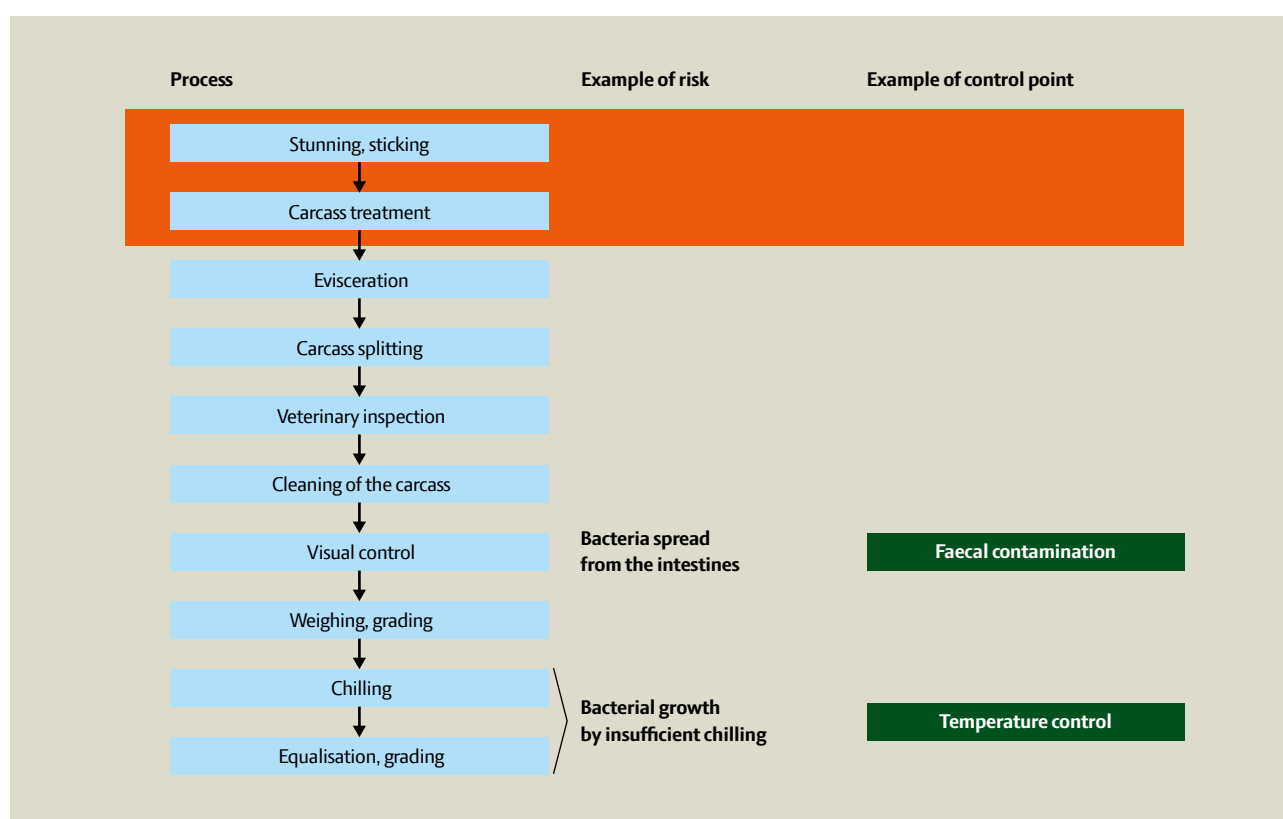 Process
Example of risk
Example of control point
Stunning, sticking
Carcass treatment
Evisceration
Carcass splitting
Veterinary inspection
Cleaning of the carcass
Visual control
Bacteria spread
from the intestines
Faecal contamination
Weighing, grading
Chilling
Equalisation, grading
Bacterial growth
by insufficient chilling
Temperature control